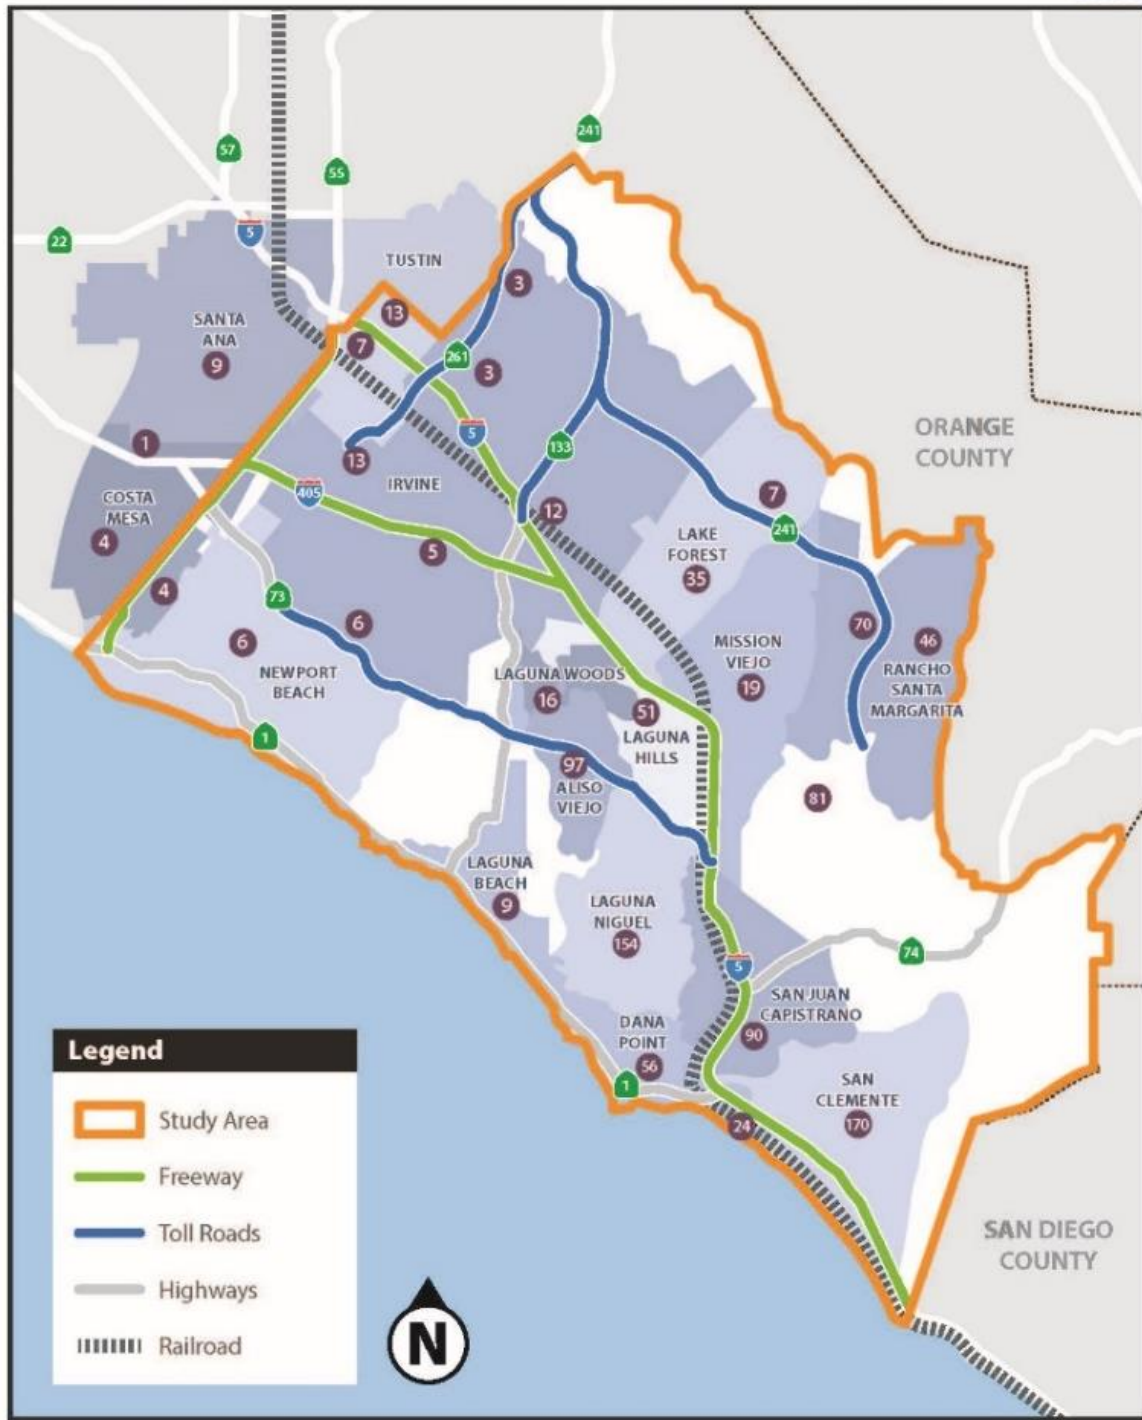 241
57
55
22
5
TUSTIN
3
13
SANTA
ANA
9
7
261
3
5
1
133
ORANGE
COUNTY
13
IRVINE
405
COSTA
MESA
4
12
7
241
LAKE
FOREST
35
5
73
4
6
6
70
46
MISSION
VIEJO
19
NEWPORT
BEACH
LAGUNA WOODS
16
RANCHO
SANTA
MARGARITA
51
LAGUNA
HILLS
1
97
ALISO
VIEJO
81
LAGUNA
BEACH
9
LAGUNA
NIGUEL
154
74
5
SAN JUAN
CAPISTRANO
90
DANA
POINT
56
1
SAN
CLEMENTE
170
24
SAN DIEGO
COUNTY
Legend
Study Area
Freeway
Toll Roads
Highways
Railroad
N